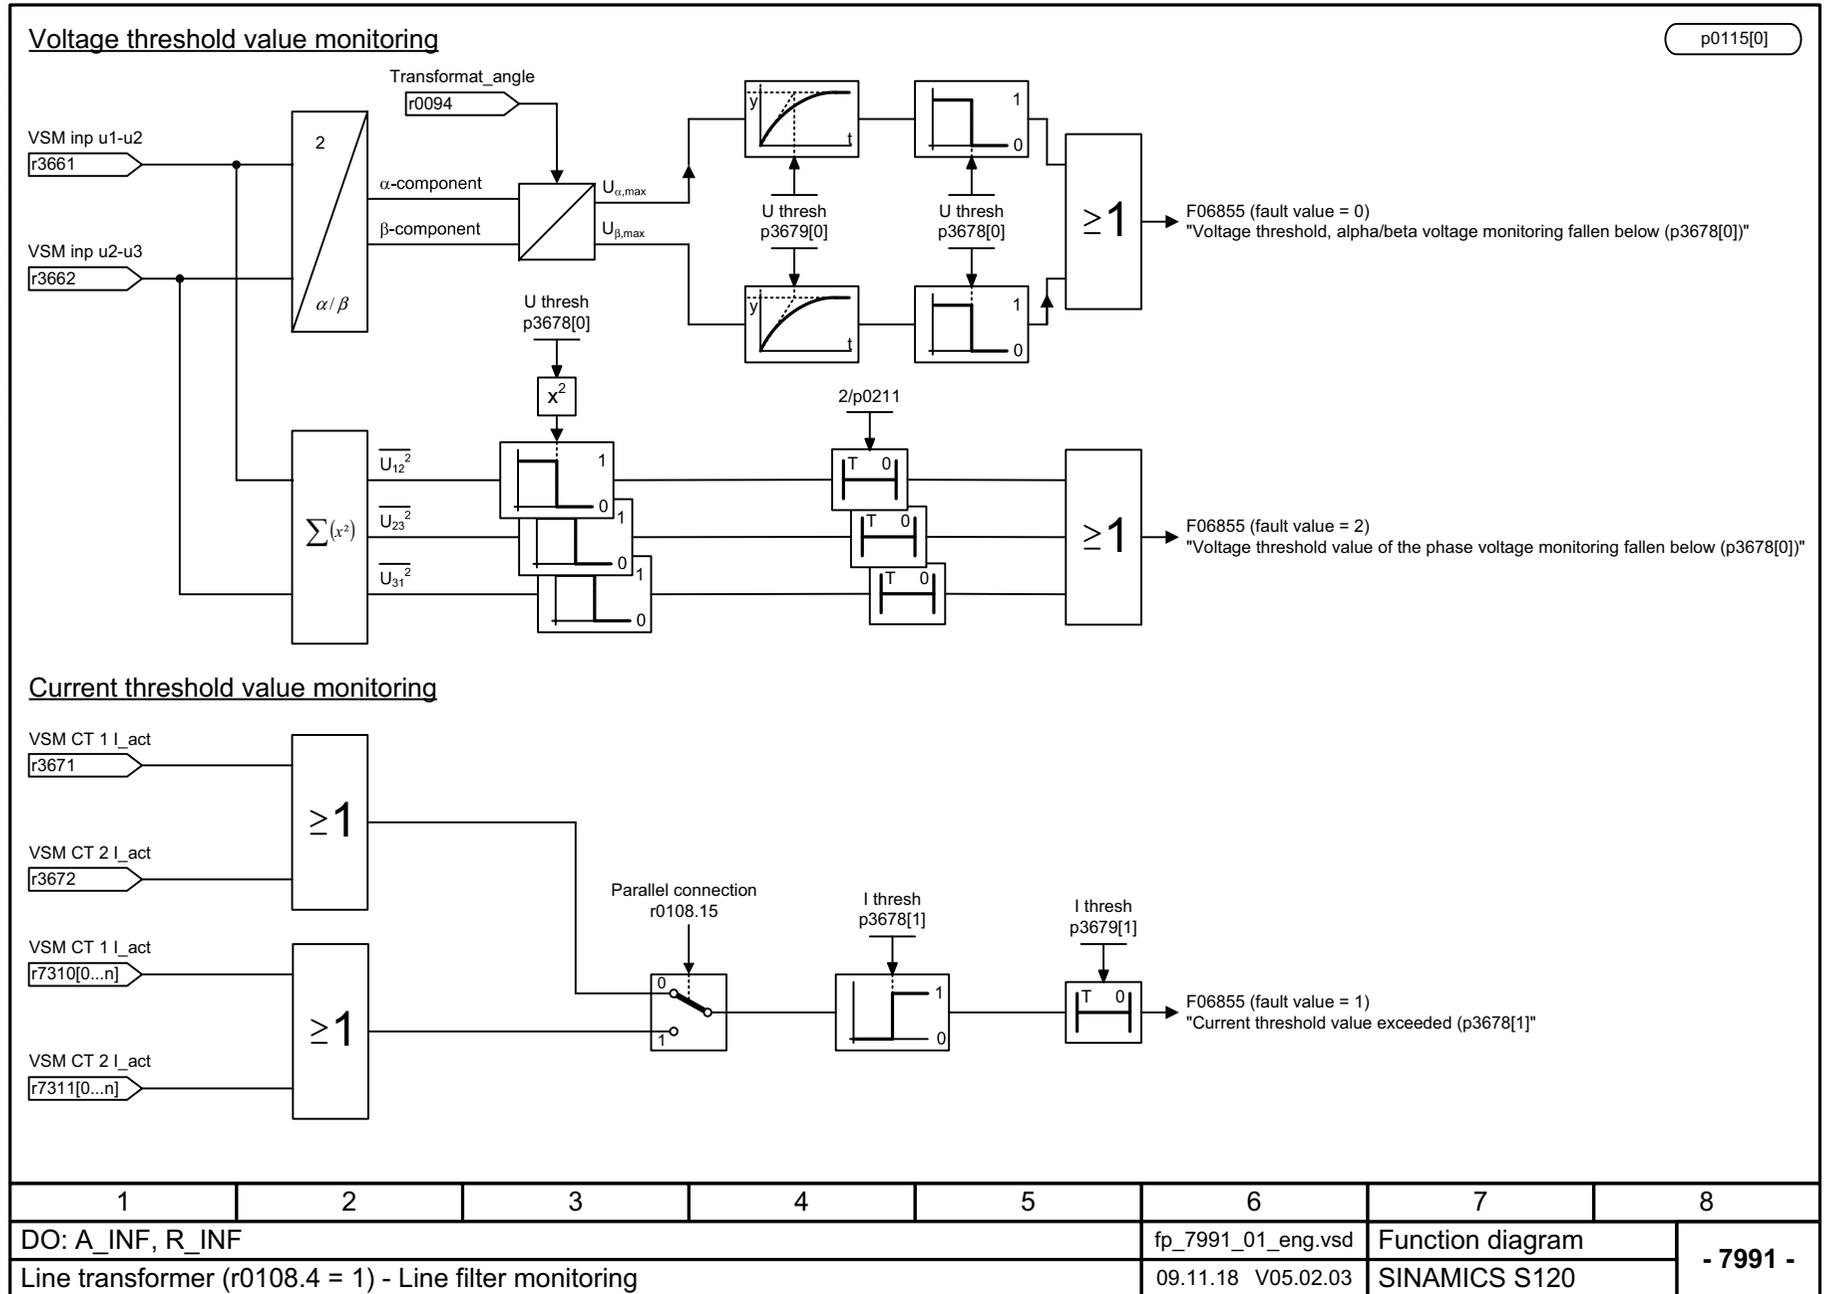 Voltage threshold value monitoring
p0115[0]
Transformat_angle
r0094
VSM inp u1-u2
r3661
2
α/β
α-component
β-component
Uα,max
Uβ,max
y
t
1
0
U thresh
p3679[0]
U thresh
p3678[0]
≥1
F06855 (fault value = 0)
"Voltage threshold, alpha/beta voltage monitoring fallen below (p3678[0])"
VSM inp u2-u3
r3662
y
t
1
0
U thresh
p3678[0]
x²
2/p0211
∑(x²)
U12²
U23²
U31²
1
0
1
0
1
0
T 0
T 0
T 0
≥1
F06855 (fault value = 2)
"Voltage threshold value of the phase voltage monitoring fallen below (p3678[0])"
Current threshold value monitoring
VSM CT 1 I_act
r3671
≥1
VSM CT 2 I_act
r3672
VSM CT 1 I_act
r7310[0...n]
≥1
VSM CT 2 I_act
r7311[0...n]
Parallel connection
r0108.15
0
1
I thresh
p3678[1]
1
0
I thresh
p3679[1]
T 0
F06855 (fault value = 1)
"Current threshold value exceeded (p3678[1]"
1 2 3 4 5 6 7 8
DO: A_INF, R_INF
fp_7991_01_eng.vsd
Function diagram
- 7991 -
Line transformer (r0108.4 = 1) - Line filter monitoring
09.11.18 V05.02.03
SINAMICS S120